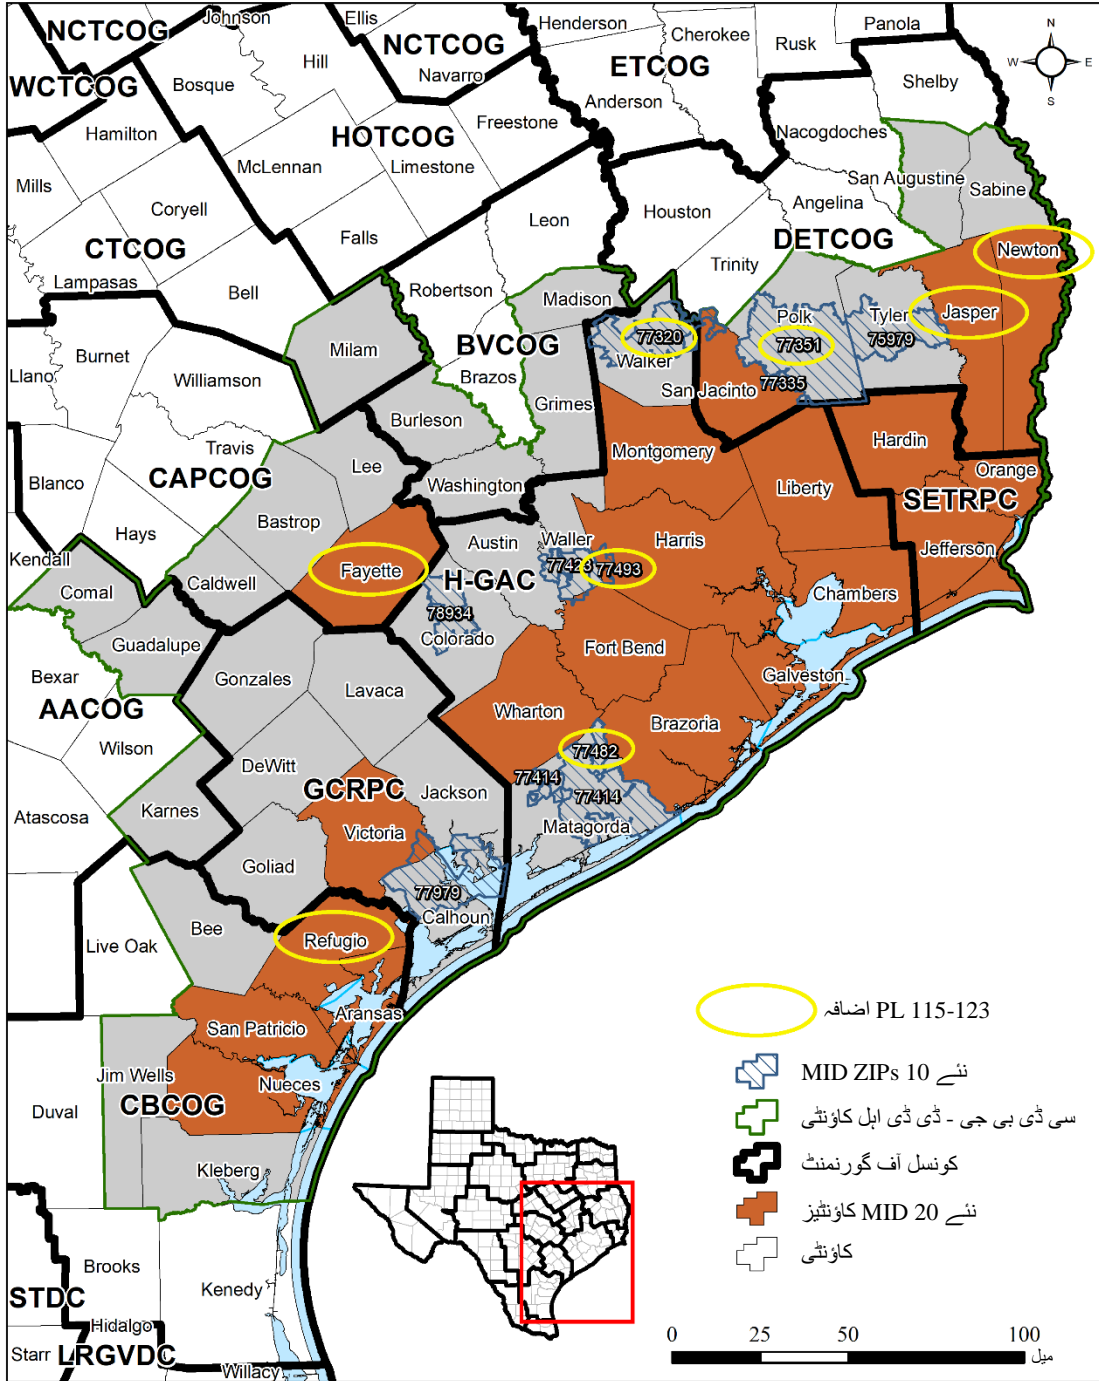 Johnson
Ellis
Henderson
Cherokee
Panola
NCTCOG
NCTCOG
Rusk
N
Hill
ETCOG
W
E
WCTCOG
Bosque
Navarro
Shelby
S
Anderson
Hamilton
HOTCOG
Freestone
Nacogdoches
McLennan
Limestone
San Augustine
Mills
Sabine
Coryell
Leon
Houston
Angelina
CTCOG
Falls
DETCOG
Newton
Lampasas
Bell
Trinity
Robertson
Madison
Jasper
Polk
Tyler
Burnet
Milam
BVCOG
77320
77351
75979
Llano
Williamson
Brazos
Walker
77335
San Jacinto
Grimes
Burleson
Travis
Montgomery
Hardin
Blanco
CAPCOG
Lee
Washington
Liberty
Orange
Bastrop
SETRPC
Hays
Austin
Waller
Harris
Jefferson
Kendall
Fayette
77423
77493
Caldwell
H-GAC
Comal
Chambers
78934
Guadalupe
Colorado
Fort Bend
Bexar
Gonzales
Lavaca
Galveston
AACOG
Wharton
Brazoria
Wilson
77482
DeWitt
77414
GCRPC
Jackson
77414
Karnes
Atascosa
Victoria
Matagorda
Goliad
77979
Calhoun
Bee
Live Oak
Refugio
PL 115-123 اضافہ
Aransas
San Patricio
نئے 10 MID ZIPs
Jim Wells
Nueces
Duval
CBCOG
سی ڈی بی جی - ڈی ڈی اہل کاؤنٹی
Kleberg
کونسل آف گورنمنٹ
نئے 20 MID کاؤنٹیز
کاؤنٹی
Brooks
Kenedy
STDC
Hidalgo
0 25 50 100
Starr
LRGVDC
میل
Willacy